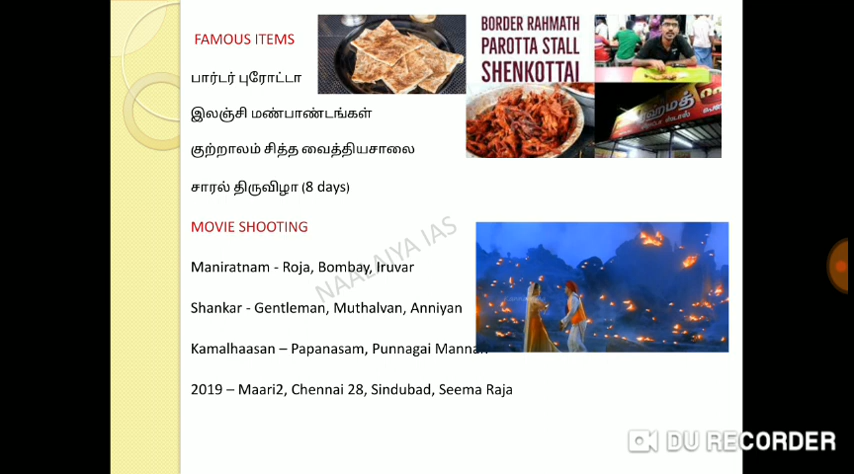 FAMOUS ITEMS
பார்டர் புரோட்டா
இலஞ்சி மண்பாண்டங்கள்
குற்றாலம் சித்த வைத்தியசாலை
சாரல் திருவிழா (8 days)
BORDER RAHMATH
PAROTTA STALL
SHENKOTTAI
MOVIE SHOOTING
Maniratnam - Roja, Bombay, Iruvar
Shankar - Gentleman, Muthalvan, Anniyan
Kamalhaasan – Papanasam, Punnagai Mannan
2019 – Maari2, Chennai 28, Sindubad, Seema Raja
NAALAIYA IAS
DU RECORDER